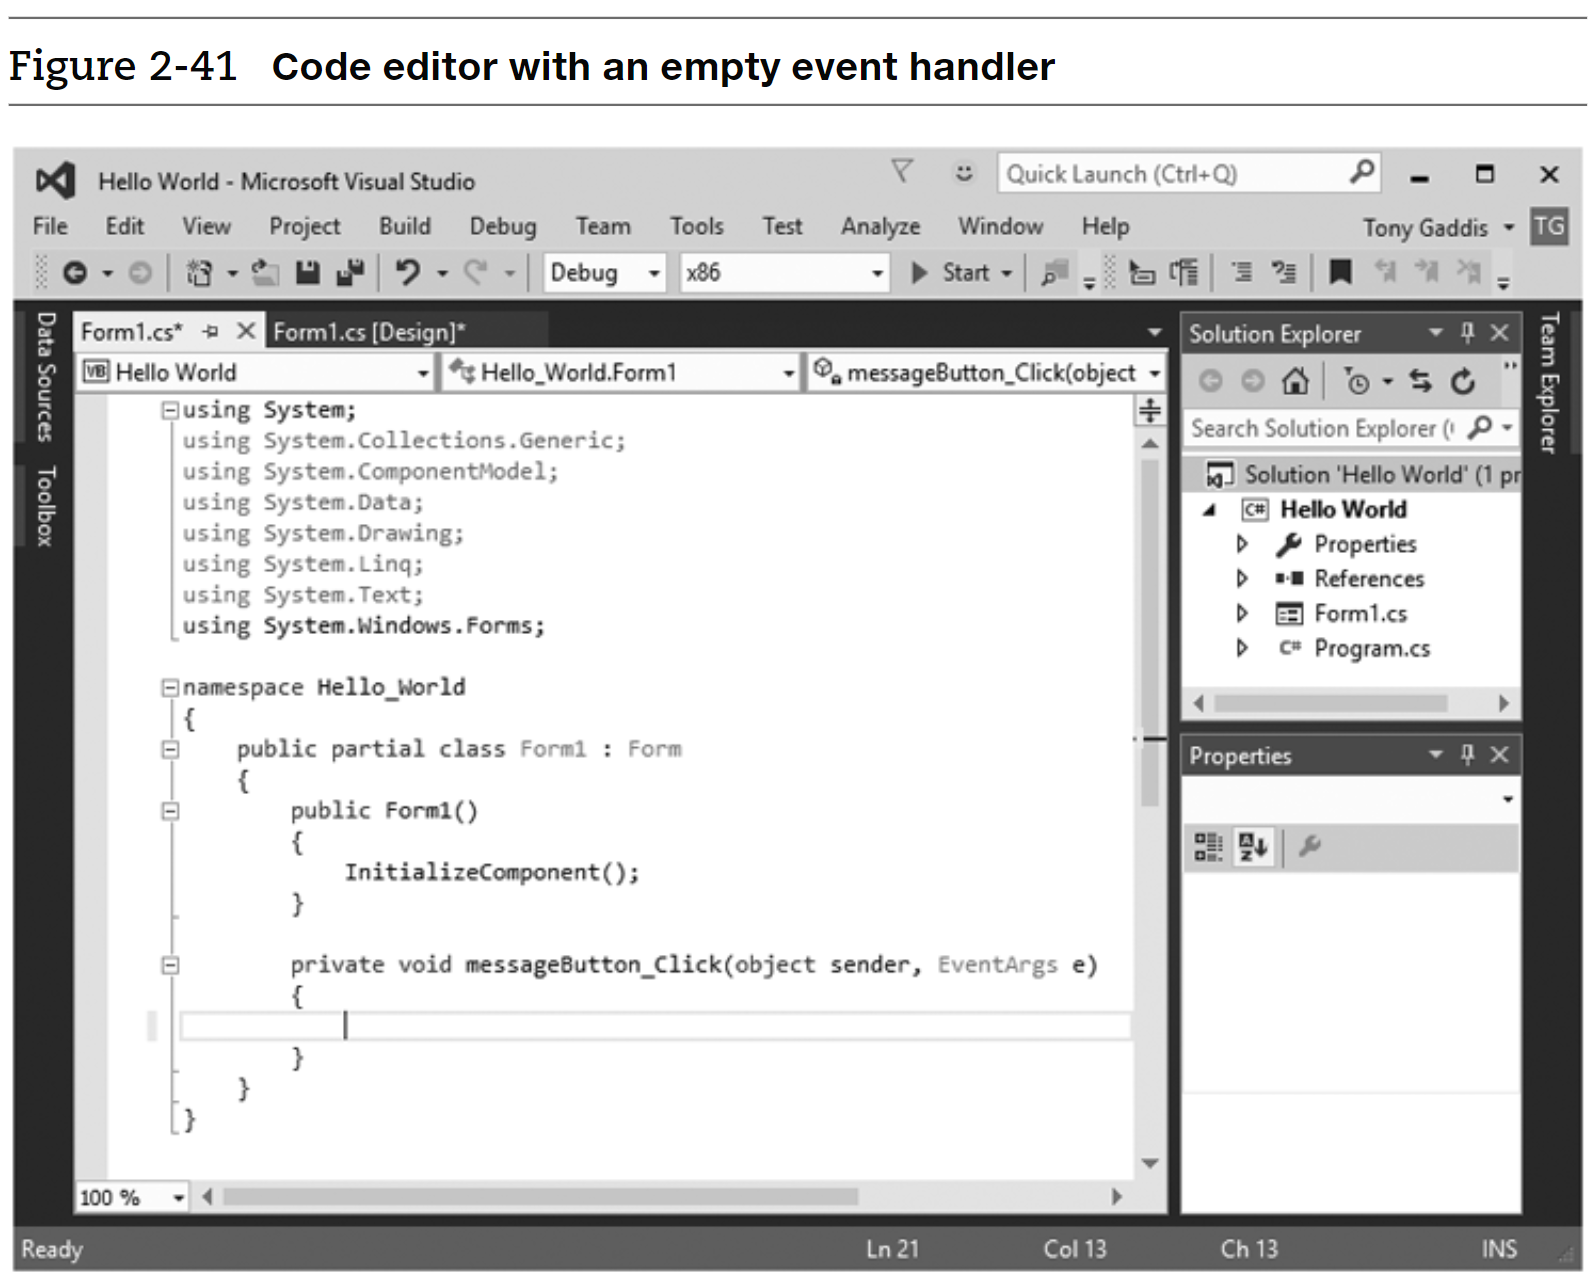 Figure 2-41 Code editor with an empty event handler
Hello World - Microsoft Visual Studio
Quick Launch (Ctrl+Q)
File Edit View Project Build Debug Team Tools Test Analyze Window Help
Tony Gaddis TG
Debug x86 Start
Data Sources
Toolbox
Form1.cs* Form1.cs [Design]*
VB Hello World Hello_World.Form1 messageButton_Click(object
using System;
using System.Collections.Generic;
using System.ComponentModel;
using System.Data;
using System.Drawing;
using System.Linq;
using System.Text;
using System.Windows.Forms;
namespace Hello_World
{
public partial class Form1 : Form
{
public Form1()
{
InitializeComponent();
}
private void messageButton_Click(object sender, EventArgs e)
{
}
}
}
100 %
Solution Explorer
Search Solution Explorer (
Solution 'Hello World' (1 pr
C# Hello World
Properties
References
Form1.cs
C# Program.cs
Properties
A
Z
Team Explorer
Ready Ln 21 Col 13 Ch 13 INS